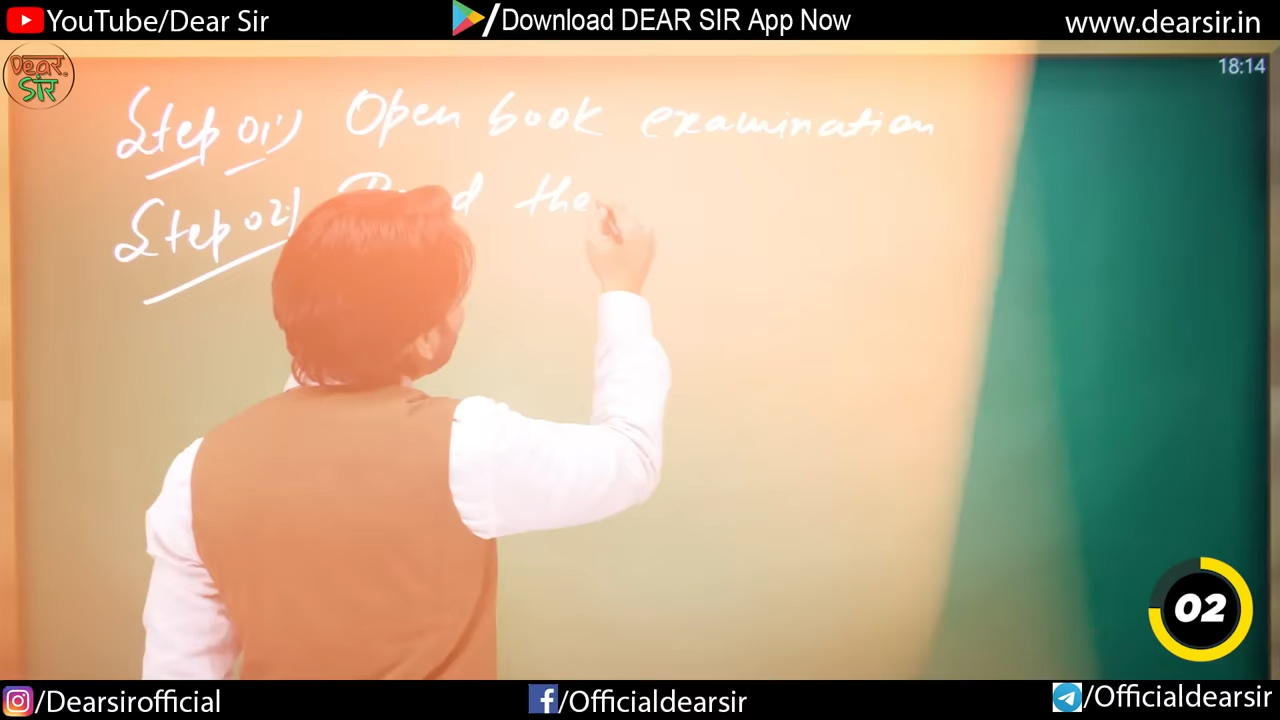 YouTube/Dear Sir
/Download DEAR SIR App Now
www.dearsir.in
Dear.
सर
18:14
Step 01:) Open book examination
Step 02:) the
02
/Dearsirofficial
/Officialdearsir
/Officialdearsir